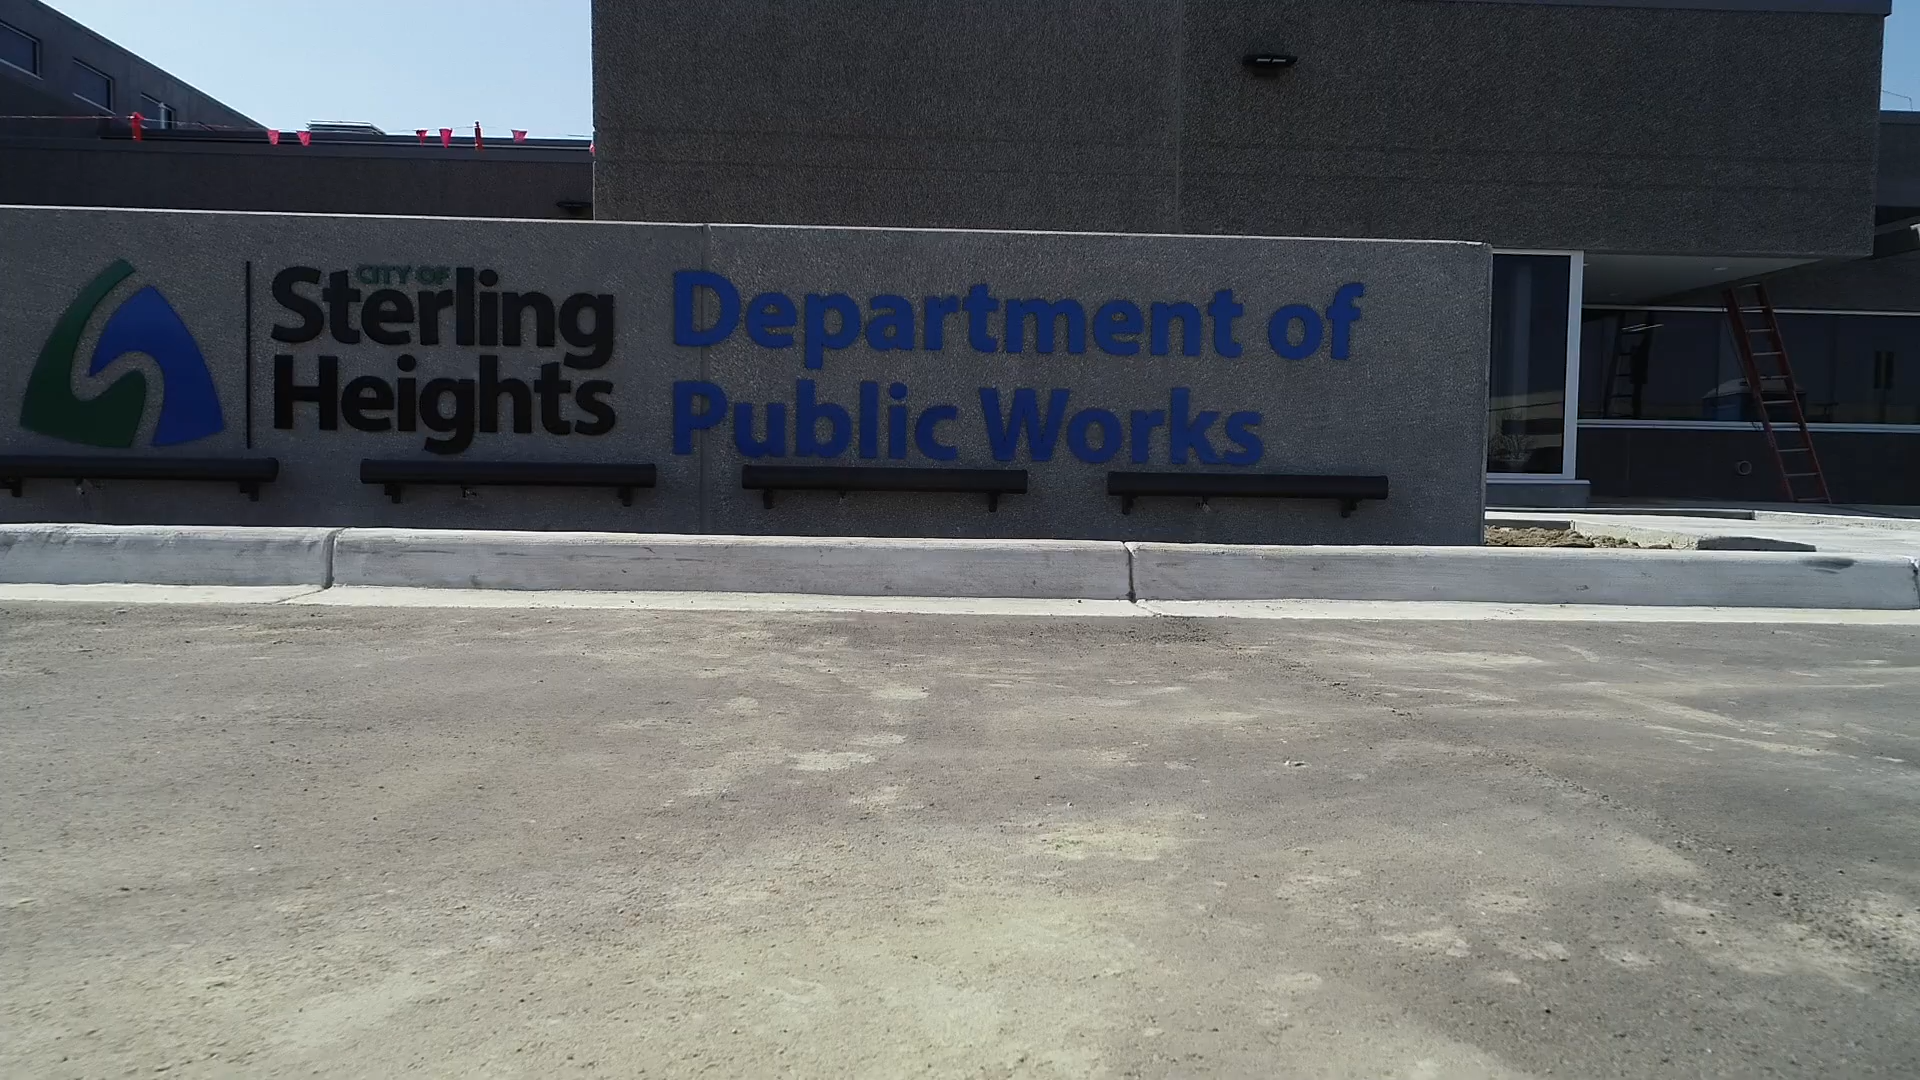 CITY OF
Sterling
Heights
Department of
Public Works